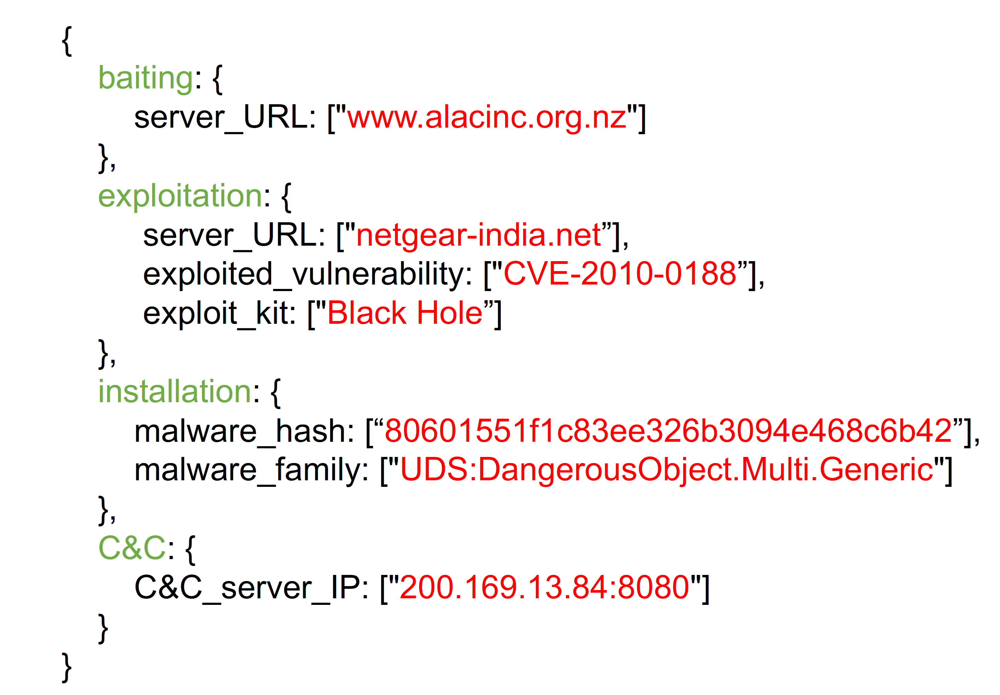 {
baiting: {
server_URL: ["www.alacinc.org.nz"]
},
exploitation: {
server_URL: ["netgear-india.net”],
exploited_vulnerability: ["CVE-2010-0188”],
exploit_kit: ["Black Hole”]
},
installation: {
malware_hash: [“80601551f1c83ee326b3094e468c6b42”],
malware_family: ["UDS:DangerousObject.Multi.Generic"]
},
C&C: {
C&C_server_IP: ["200.169.13.84:8080"]
}
}